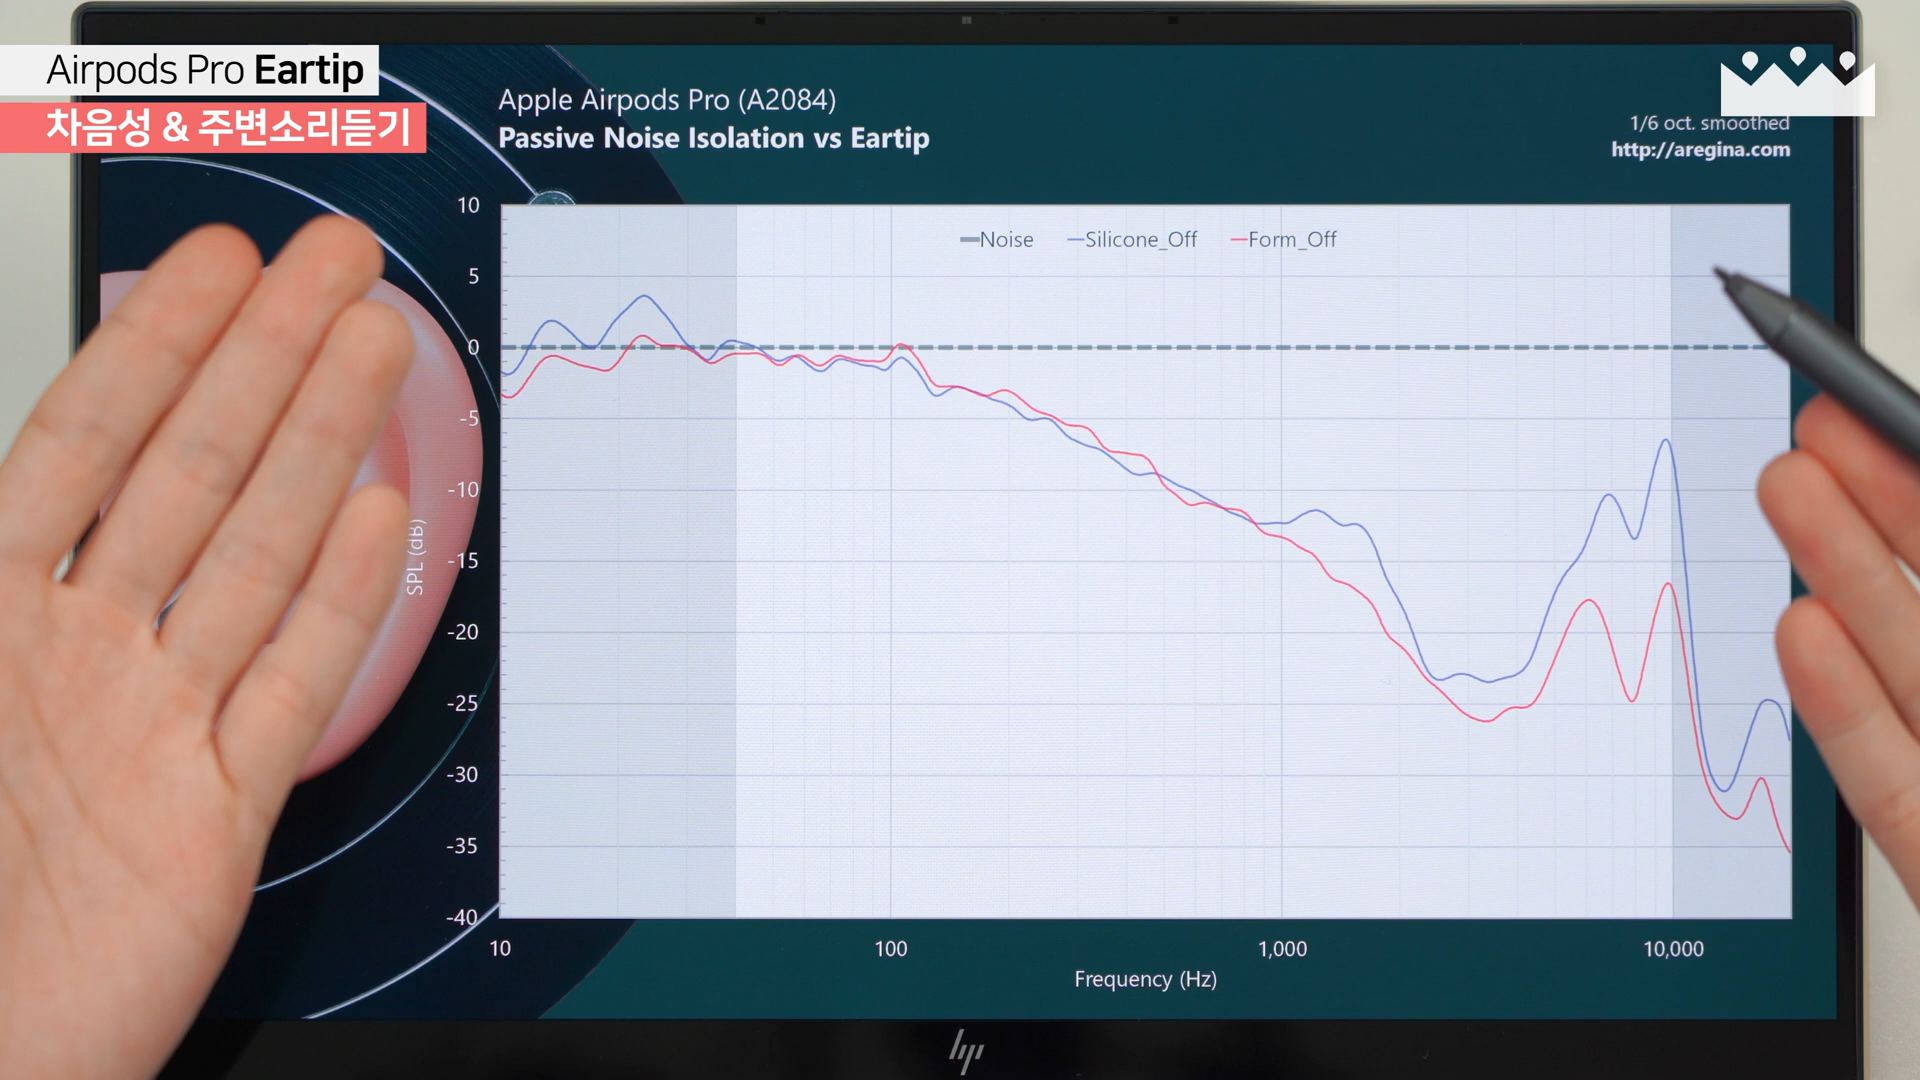 Airpods Pro Eartip
차음성 & 주변소리듣기
Apple Airpods Pro (A2084)
Passive Noise Isolation vs Eartip
1/6 oct. smoothed
http://aregina.com
Noise Silicone_Off Form_Off
10
5
0
-5
-10
-15
-20
-25
-30
-35
-40
SPL (dB)
10 100 1,000 10,000
Frequency (Hz)
hp